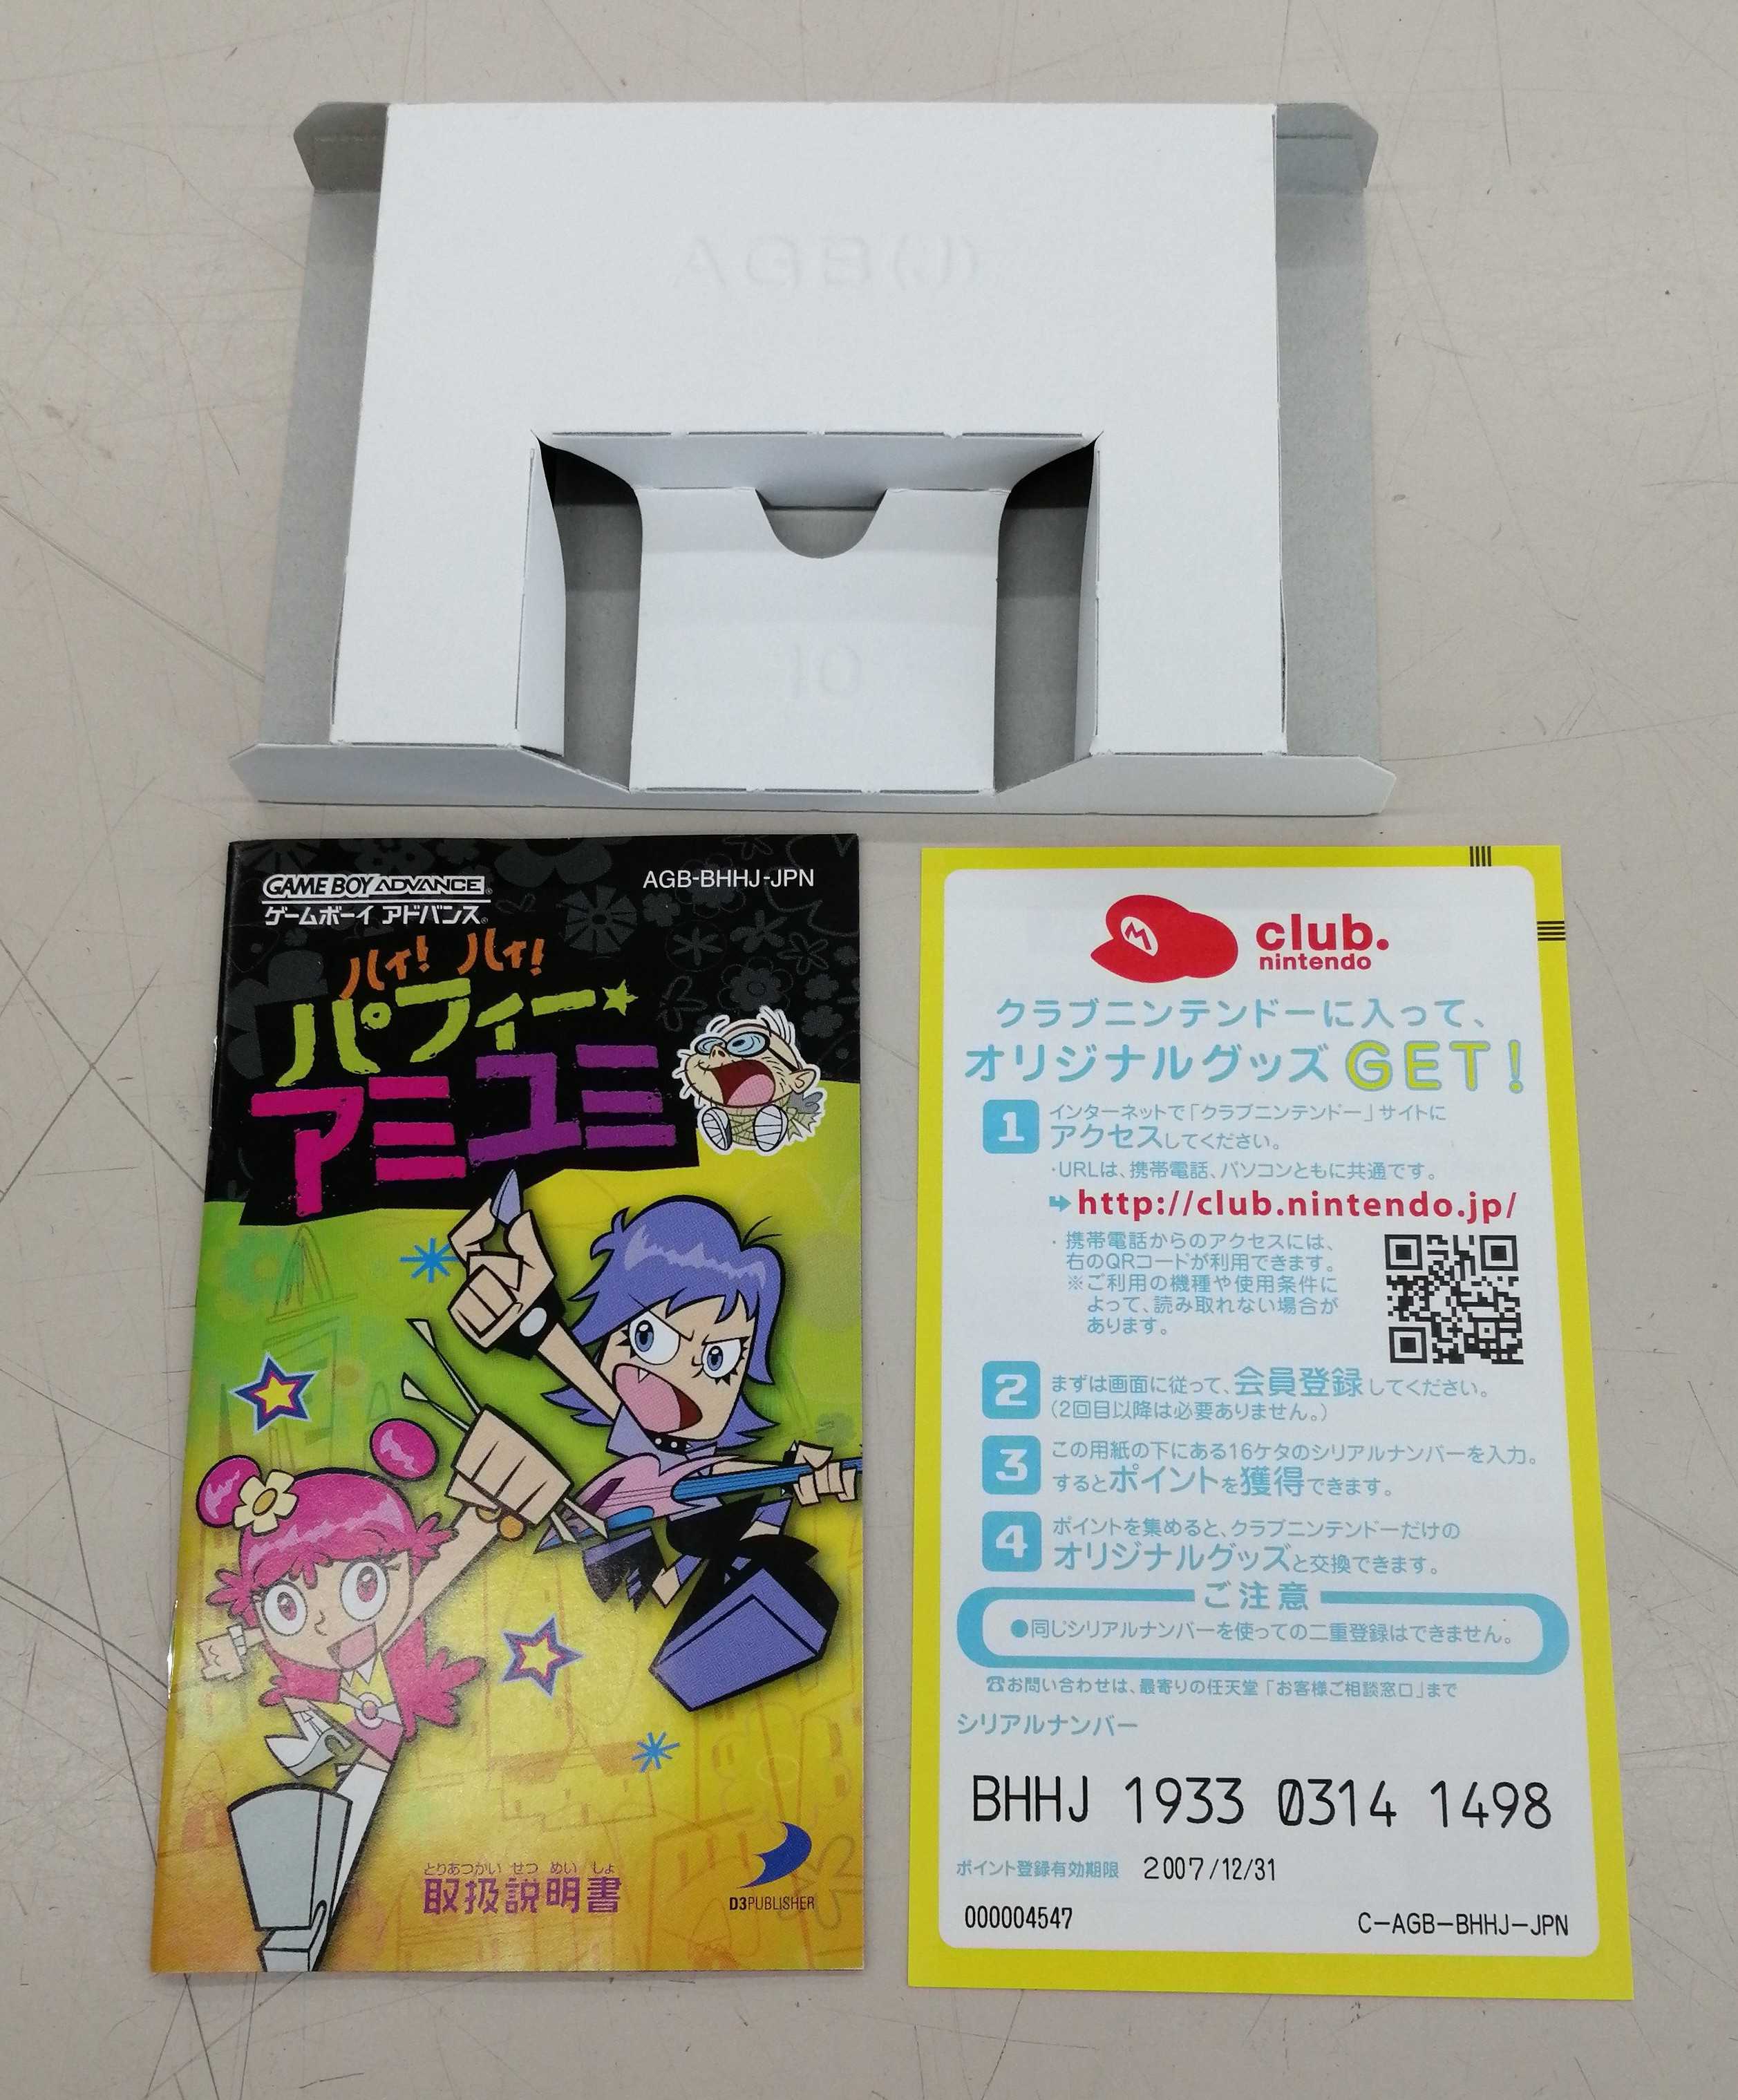 01
GAME BOY ADVANCE
ゲームボーイ アドバンス
AGB-BHHJ-JPN
ハイ! ハイ!
パフィー★
アミユミ
とりあつかい せつ めい しょ
取扱説明書
D3PUBLISHER
M
club.
nintendo
クラブニンテンドーに入って、
オリジナルグッズGET!
1 インターネットで「クラブニンテンドー」サイトに
アクセスしてください。
・URLは、携帯電話、パソコンともに共通です。
http://club.nintendo.jp/
・携帯電話からのアクセスには、
右のQRコードが利用できます。
※ご利用の機種や使用条件に
よって、読み取れない場合が
あります。
2 まずは画面に従って、会員登録してください。
(2回目以降は必要ありません。)
3 この用紙の下にある16ケタのシリアルナンバーを入力。
するとポイントを獲得できます。
4 ポイントを集めると、クラブニンテンドーだけの
オリジナルグッズと交換できます。
ご注意
●同じシリアルナンバーを使っての二重登録はできません。
☎お問い合わせは、最寄りの任天堂「お客様ご相談窓口」まで
シリアルナンバー
BHHJ 1933 0314 1498
ポイント登録有効期限 2007/12/31
000004547
C-AGB-BHHJ-JPN